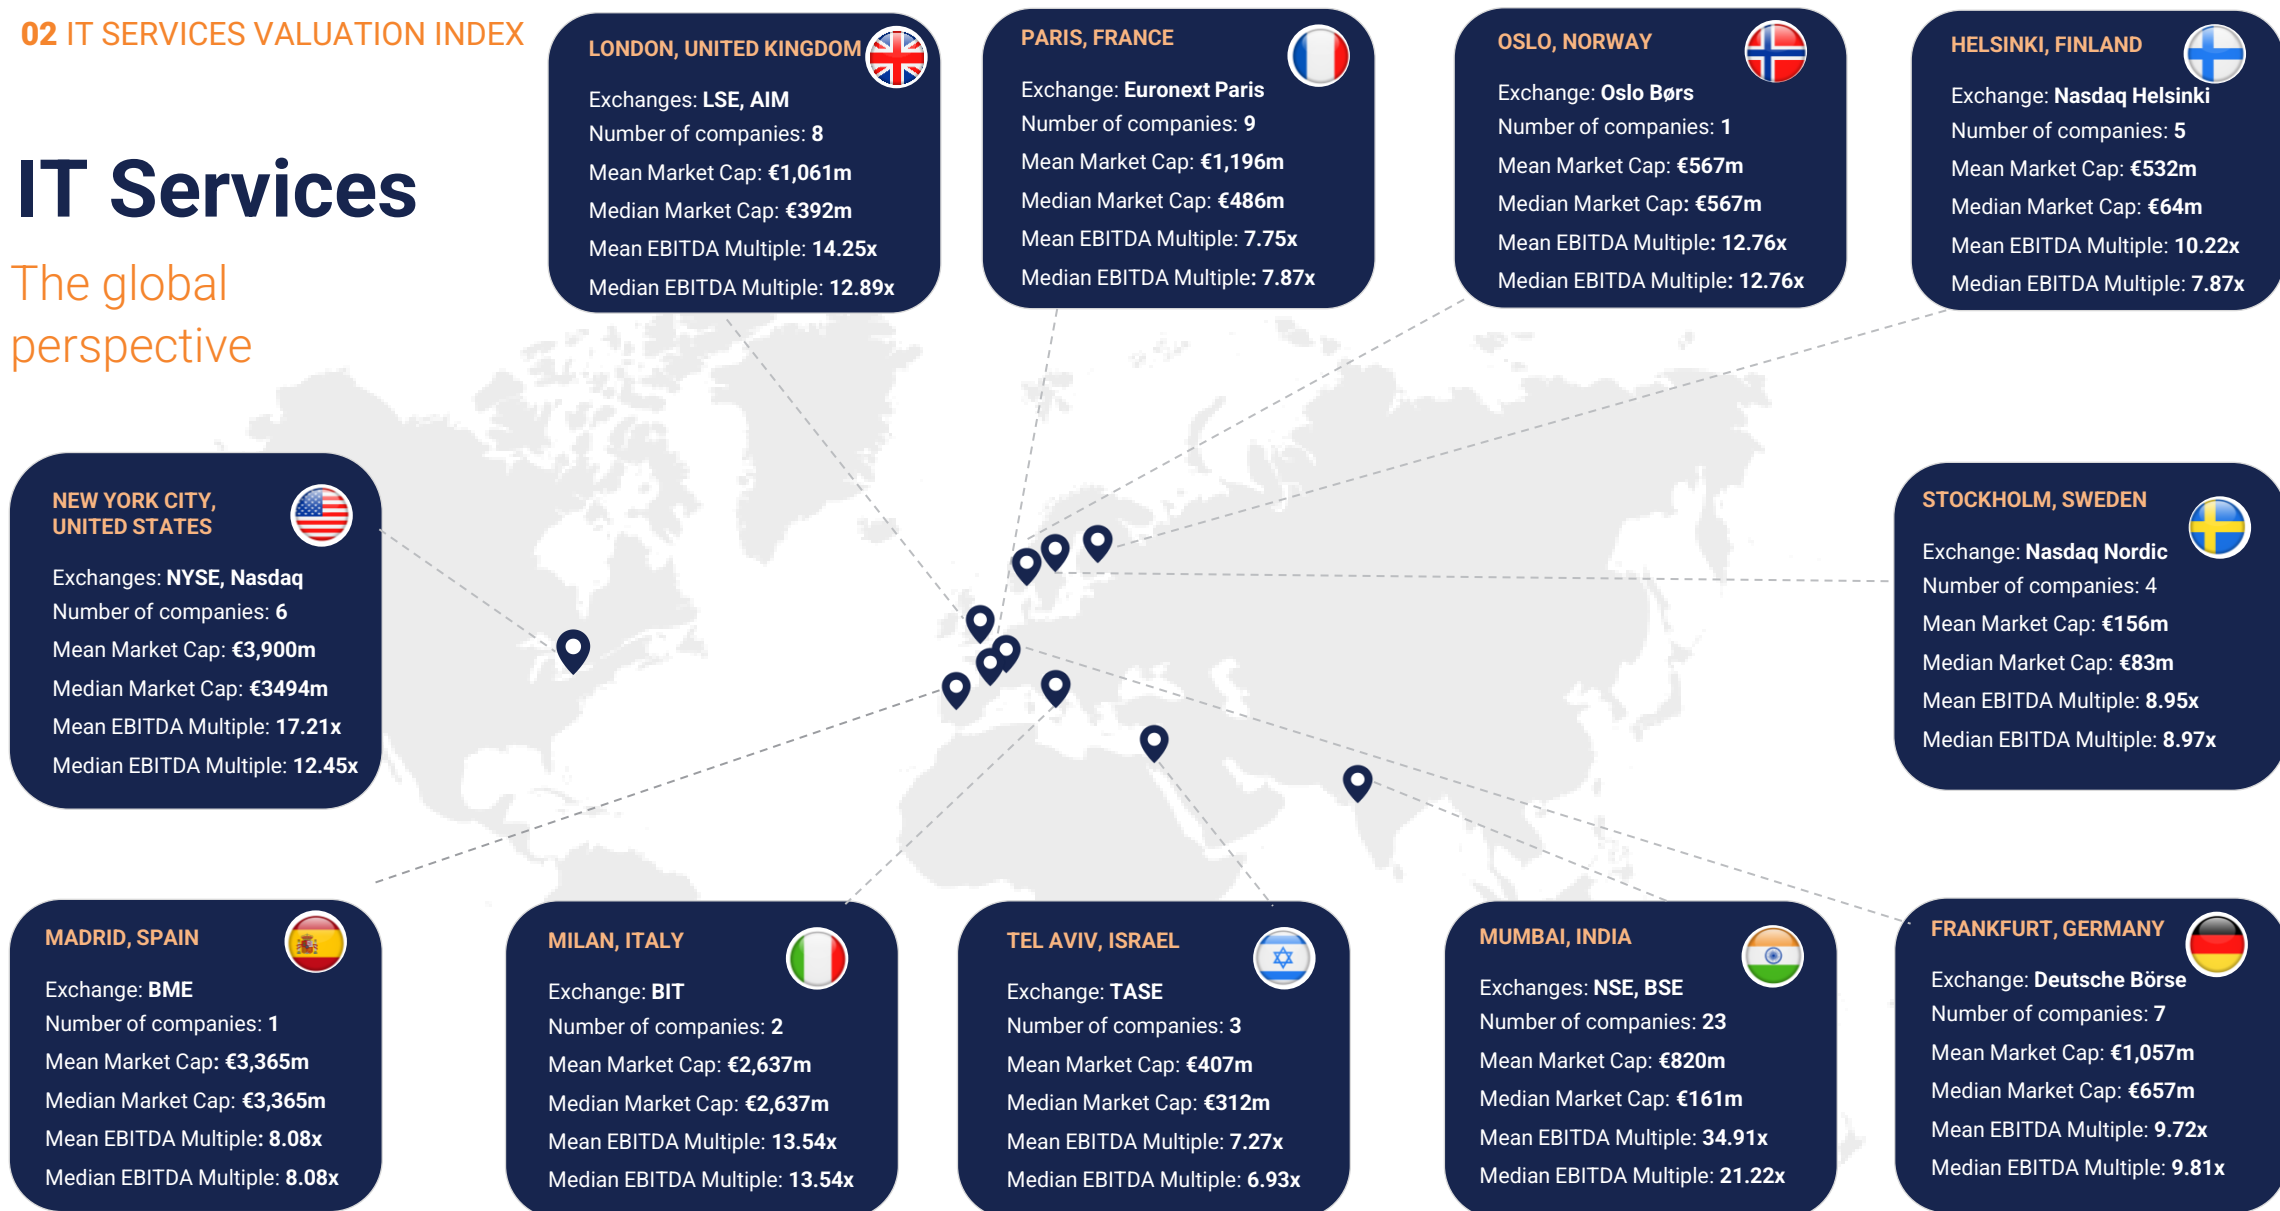 02 IT SERVICES VALUATION INDEX
IT Services
The global
perspective
LONDON, UNITED KINGDOM
Exchanges: LSE, AIM
Number of companies: 8
Mean Market Cap: €1,061m
Median Market Cap: €392m
Mean EBITDA Multiple: 14.25x
Median EBITDA Multiple: 12.89x
PARIS, FRANCE
Exchange: Euronext Paris
Number of companies: 9
Mean Market Cap: €1,196m
Median Market Cap: €486m
Mean EBITDA Multiple: 7.75x
Median EBITDA Multiple: 7.87x
OSLO, NORWAY
Exchange: Oslo Børs
Number of companies: 1
Mean Market Cap: €567m
Median Market Cap: €567m
Mean EBITDA Multiple: 12.76x
Median EBITDA Multiple: 12.76x
HELSINKI, FINLAND
Exchange: Nasdaq Helsinki
Number of companies: 5
Mean Market Cap: €532m
Median Market Cap: €64m
Mean EBITDA Multiple: 10.22x
Median EBITDA Multiple: 7.87x
NEW YORK CITY,
UNITED STATES
Exchanges: NYSE, Nasdaq
Number of companies: 6
Mean Market Cap: €3,900m
Median Market Cap: €3494m
Mean EBITDA Multiple: 17.21x
Median EBITDA Multiple: 12.45x
STOCKHOLM, SWEDEN
Exchange: Nasdaq Nordic
Number of companies: 4
Mean Market Cap: €156m
Median Market Cap: €83m
Mean EBITDA Multiple: 8.95x
Median EBITDA Multiple: 8.97x
MADRID, SPAIN
Exchange: BME
Number of companies: 1
Mean Market Cap: €3,365m
Median Market Cap: €3,365m
Mean EBITDA Multiple: 8.08x
Median EBITDA Multiple: 8.08x
MILAN, ITALY
Exchange: BIT
Number of companies: 2
Mean Market Cap: €2,637m
Median Market Cap: €2,637m
Mean EBITDA Multiple: 13.54x
Median EBITDA Multiple: 13.54x
TEL AVIV, ISRAEL
Exchange: TASE
Number of companies: 3
Mean Market Cap: €407m
Median Market Cap: €312m
Mean EBITDA Multiple: 7.27x
Median EBITDA Multiple: 6.93x
MUMBAI, INDIA
Exchanges: NSE, BSE
Number of companies: 23
Mean Market Cap: €820m
Median Market Cap: €161m
Mean EBITDA Multiple: 34.91x
Median EBITDA Multiple: 21.22x
FRANKFURT, GERMANY
Exchange: Deutsche Börse
Number of companies: 7
Mean Market Cap: €1,057m
Median Market Cap: €657m
Mean EBITDA Multiple: 9.72x
Median EBITDA Multiple: 9.81x